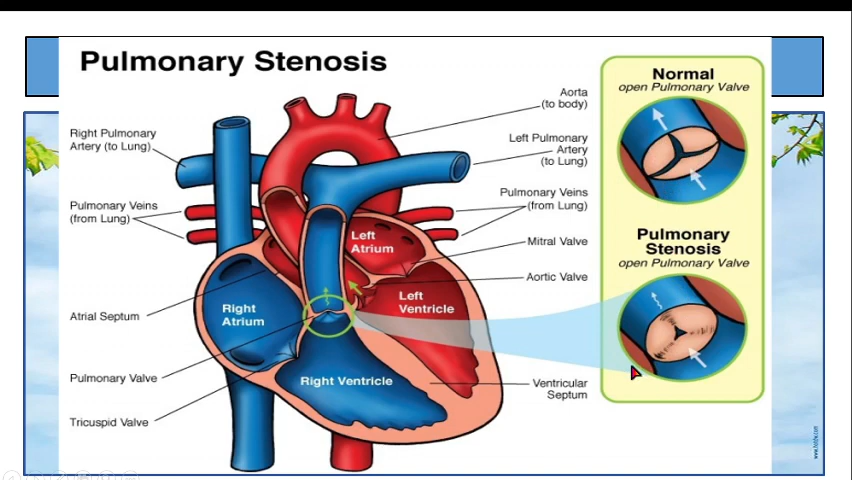 Pulmonary Stenosis
Right Pulmonary
Artery (to Lung)
Pulmonary Veins
(from Lung)
Atrial Septum
Pulmonary Valve
Tricuspid Valve
Aorta
(to body)
Left Pulmonary
Artery
(to Lung)
Pulmonary Veins
(from Lung)
Mitral Valve
Aortic Valve
Ventricular
Septum
Left
Atrium
Left
Ventricle
Right
Atrium
Right Ventricle
Normal
open Pulmonary Valve
Pulmonary
Stenosis
open Pulmonary Valve